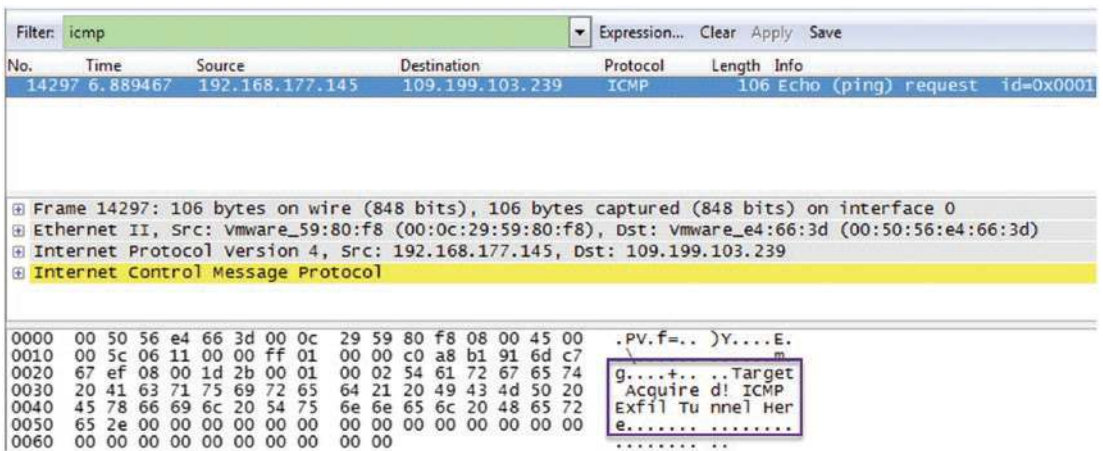 Filter: icmp Expression... Clear Apply Save
No. Time Source Destination Protocol Length Info
14297 6.889467 192.168.177.145 109.199.103.239 ICMP 106 Echo (ping) request id=0x0001
Frame 14297: 106 bytes on wire (848 bits), 106 bytes captured (848 bits) on interface 0
Ethernet II, Src: Vmware_59:80:f8 (00:0c:29:59:80:f8), Dst: Vmware_e4:66:3d (00:50:56:e4:66:3d)
Internet Protocol Version 4, Src: 192.168.177.145, Dst: 109.199.103.239
Internet Control Message Protocol
0000 00 50 56 e4 66 3d 00 0c 29 59 80 f8 08 00 45 00 .PV.f=.. )Y....E.
0010 00 5c 06 11 00 00 ff 01 00 00 c0 a8 b1 91 6d c7 .\...... ......m.
0020 67 ef 08 00 1d 2b 00 01 00 02 54 61 72 67 65 74 g....+.. ..Target
0030 20 41 63 71 75 69 72 65 64 21 20 49 43 4d 50 20 Acquire d! ICMP
0040 45 78 66 69 6c 20 54 75 6e 6e 65 6c 20 48 65 72 Exfil Tu nnel Her
0050 65 2e 00 00 00 00 00 00 00 00 00 00 00 00 00 00 e....... ........
0060 00 00 00 00 00 00 00 00 00 00 ........ ..